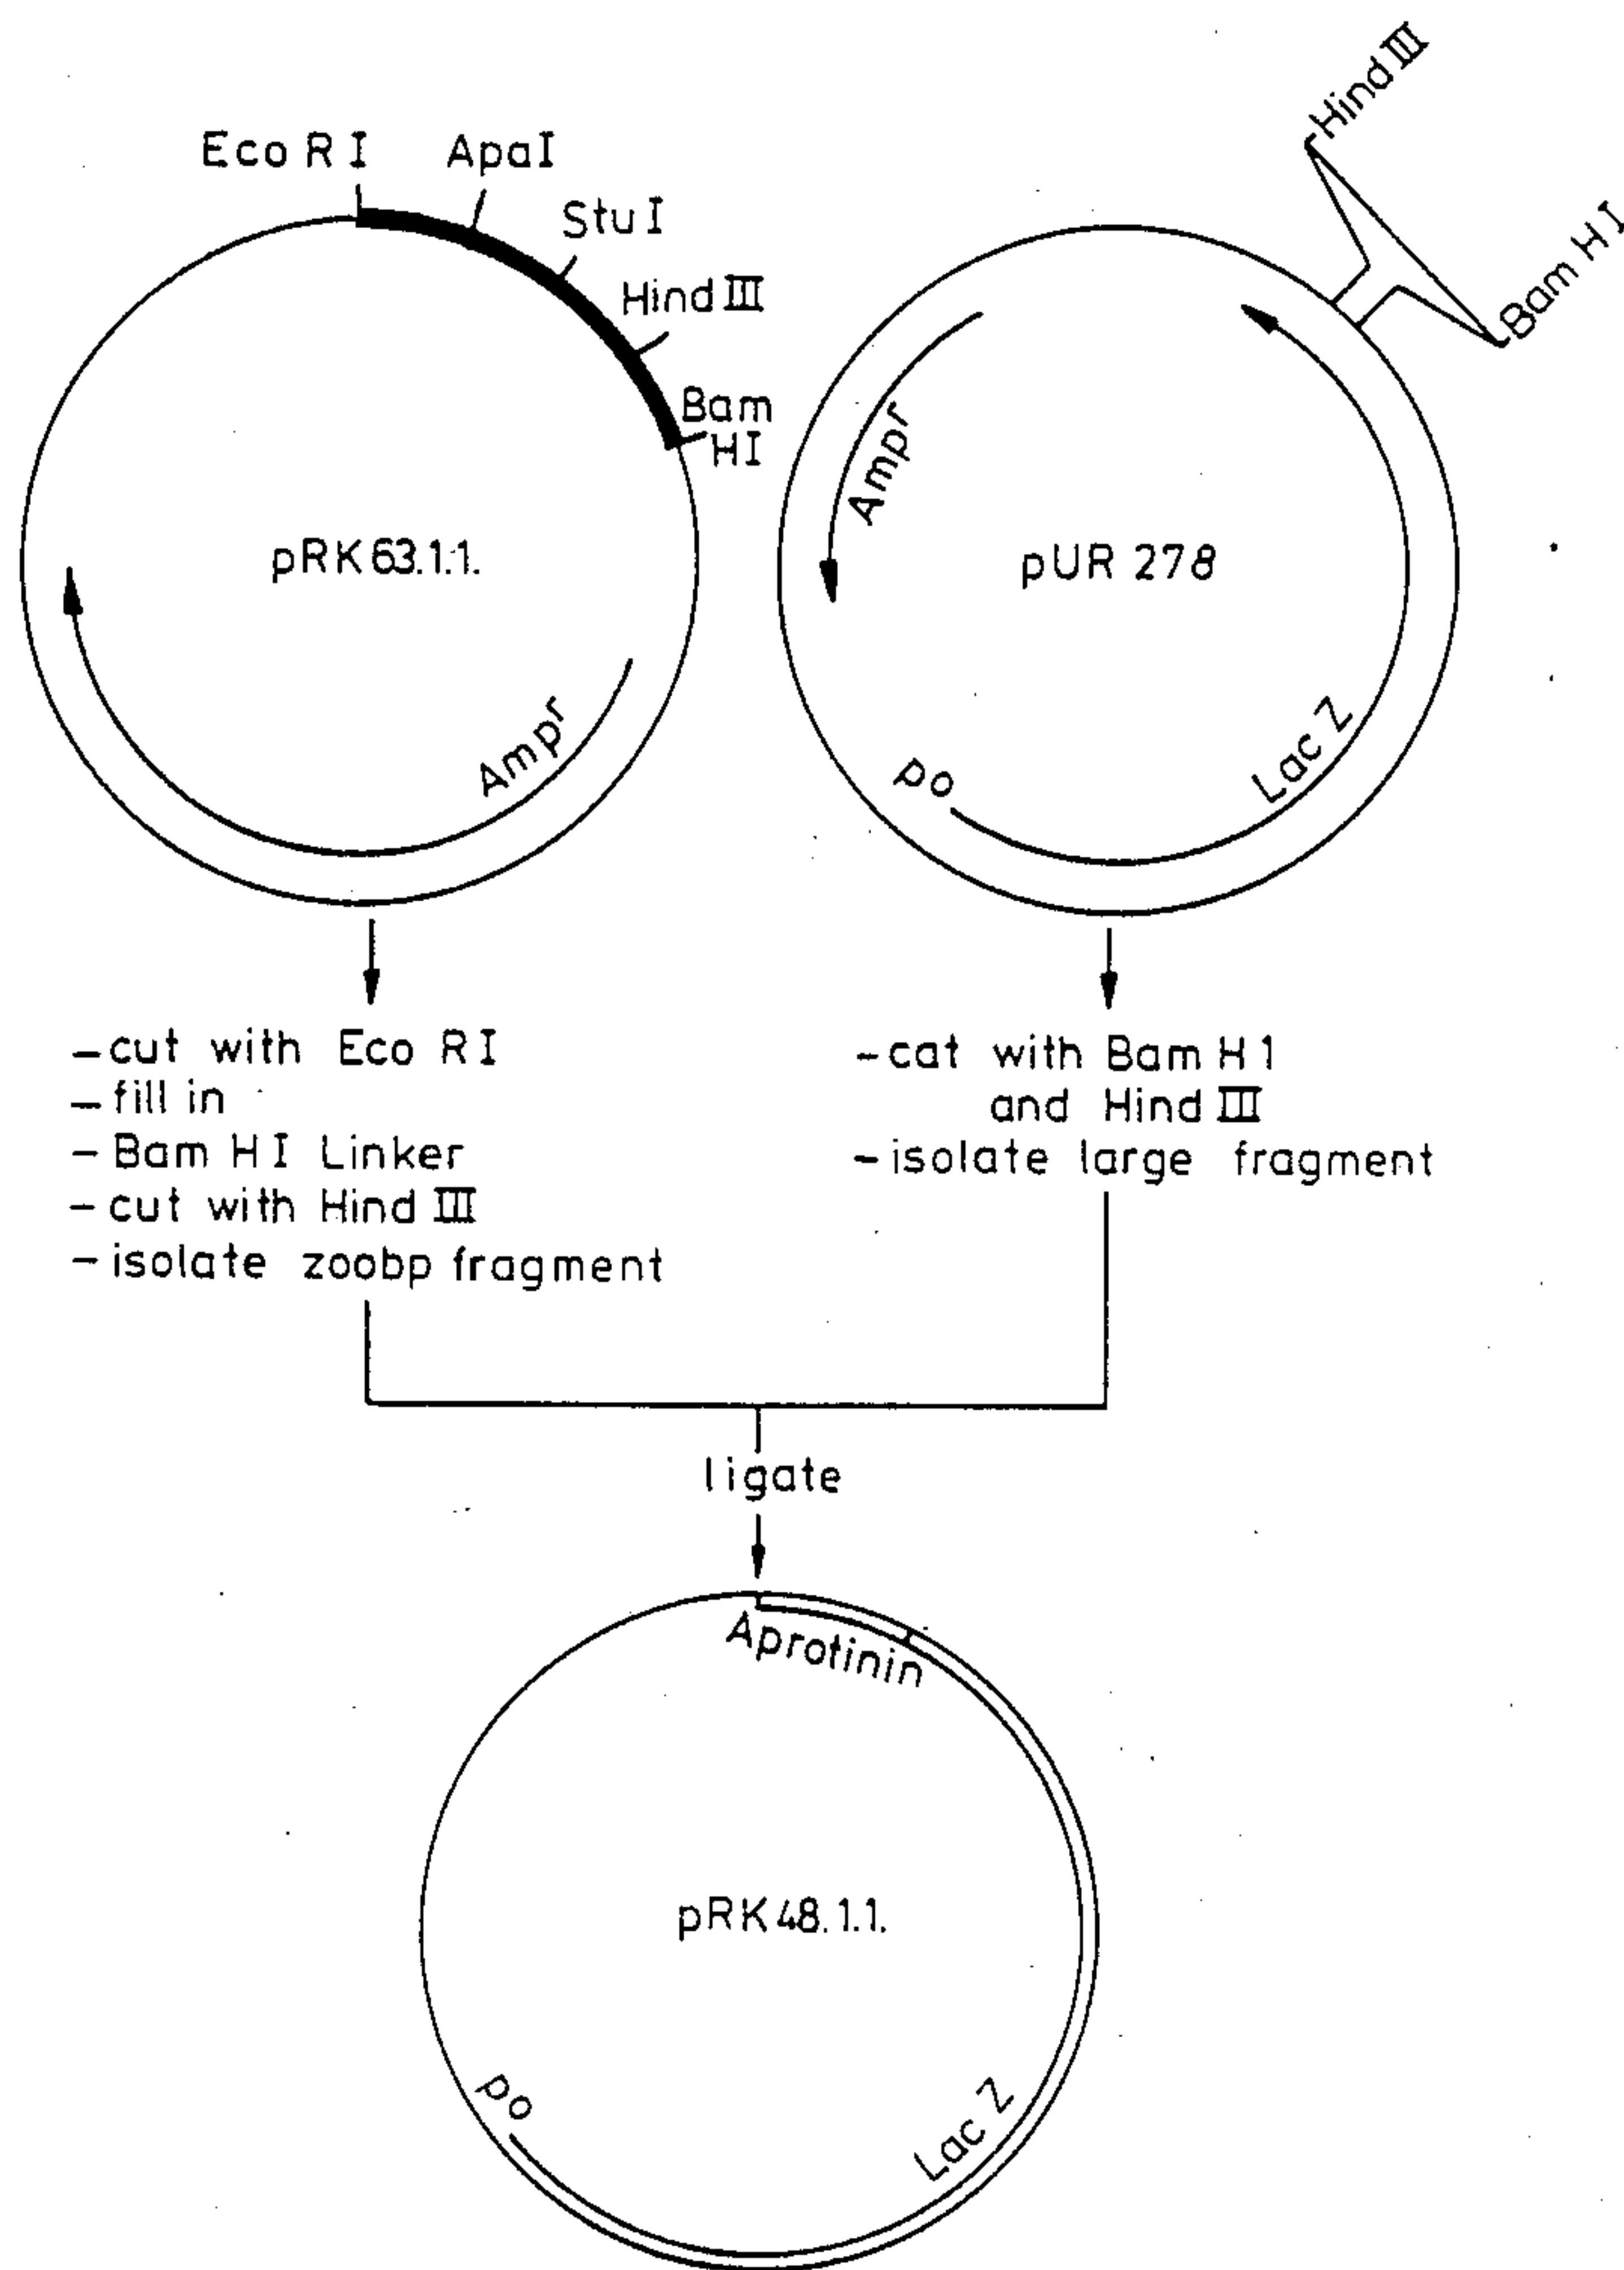 Eco R I
ApaI
Stu I
Hind III
Bam
HI
pRK 63.1.1.
Ampr
Hind III
Bam H I
Ampr
pUR 278
po
Lac Z
-cut with Eco RI
-fill in
-Bam H I Linker
-cut with Hind III
-isolate zoobp fragment
-cat with Bam H 1
and Hind III
-isolate large fragment
ligate
Aprotinin
pRK 48.1.1.
po
Lac Z